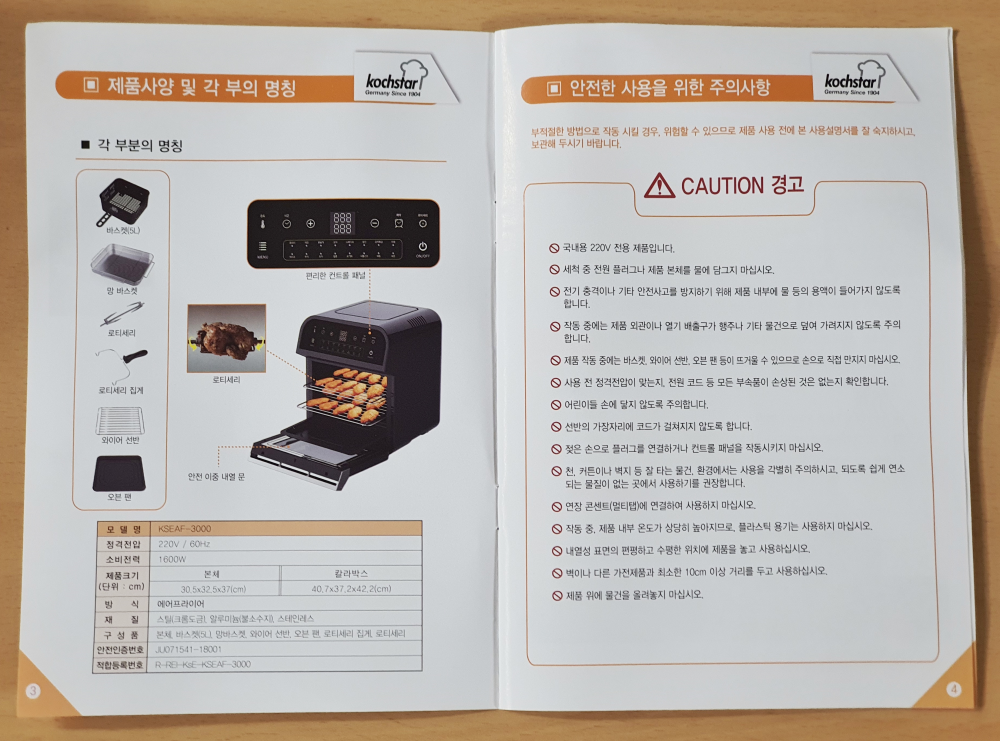 제품사양 및 각 부의 명칭
kochstar
Germany Since 1904
■ 각 부분의 명칭
바스켓(5L)
망 바스켓
로티세리
로티세리 집게
와이어 선반
오븐 팬
888
888
MENU
ON/OFF
편리한 컨트롤 패널
로티세리
안전 이중 내열 문
모 델 명 KSEAF-3000
정격전압 220V / 60Hz
소비전력 1600W
제품크기 (단위 : cm) 본체 칼라박스
30.5x32.5x37(cm) 40.7x37.2x42.2(cm)
방 식 에어프라이어
재 질 스틸(크롬도금), 알루미늄(불소수지), 스테인레스
구 성 품 본체, 바스켓(5L), 망바스켓, 와이어 선반, 오븐 팬, 로티세리 집게, 로티세리
안전인증번호 JU071541-18001
적합등록번호 R-REI-KsE-KSEAF-3000
3
안전한 사용을 위한 주의사항
kochstar
Germany Since 1904
부적절한 방법으로 작동 시킬 경우, 위험할 수 있으므로 제품 사용 전에 본 사용설명서를 잘 숙지하시고,
보관해 두시기 바랍니다.
CAUTION 경고
국내용 220V 전용 제품입니다.
세척 중 전원 플러그나 제품 본체를 물에 담그지 마십시오.
전기 충격이나 기타 안전사고를 방지하기 위해 제품 내부에 물 등의 용액이 들어가지 않도록
합니다.
작동 중에는 제품 외관이나 열기 배출구가 행주나 기타 물건으로 덮여 가려지지 않도록 주의
합니다.
제품 작동 중에는 바스켓, 와이어 선반, 오븐 팬 등이 뜨거울 수 있으므로 손으로 직접 만지지 마십시오.
사용 전 정격전압이 맞는지, 전원 코드 등 모든 부속품이 손상된 것은 없는지 확인합니다.
어린이들 손에 닿지 않도록 주의합니다.
선반의 가장자리에 코드가 걸쳐지지 않도록 합니다.
젖은 손으로 플러그를 연결하거나 컨트롤 패널을 작동시키지 마십시오.
천, 커튼이나 벽지 등 잘 타는 물건, 환경에서는 사용을 각별히 주의하시고, 되도록 쉽게 연소
되는 물질이 없는 곳에서 사용하기를 권장합니다.
연장 콘센트(멀티탭)에 연결하여 사용하지 마십시오.
작동 중, 제품 내부 온도가 상당히 높아지므로, 플라스틱 용기는 사용하지 마십시오.
내열성 표면의 편평하고 수평한 위치에 제품을 놓고 사용하십시오.
벽이나 다른 가전제품과 최소한 10cm 이상 거리를 두고 사용하십시오.
제품 위에 물건을 올려놓지 마십시오.
4